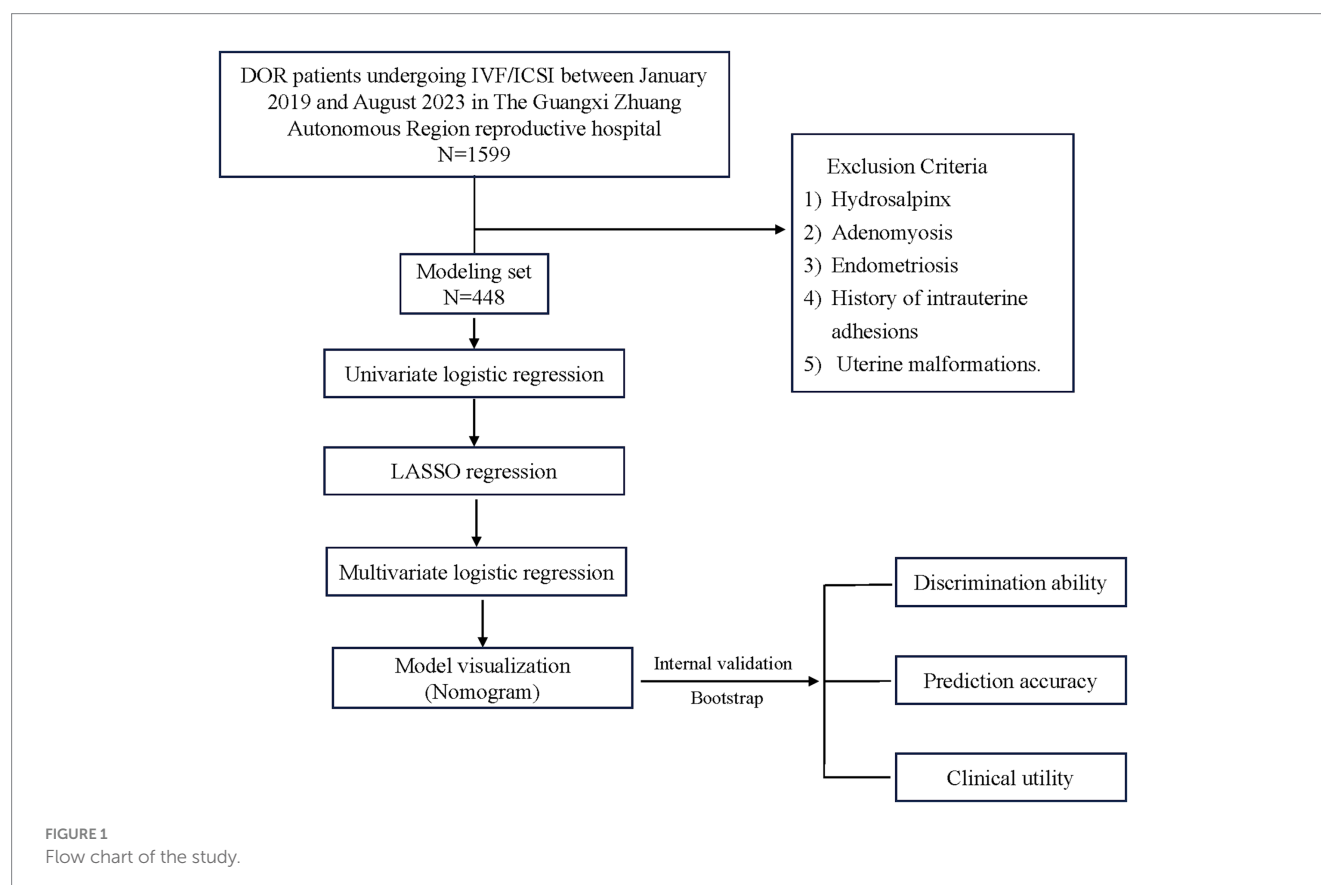 DOR patients undergoing IVF/ICSI between January
2019 and August 2023 in The Guangxi Zhuang
Autonomous Region reproductive hospital
N=1599
Exclusion Criteria
1) Hydrosalpinx
2) Adenomyosis
3) Endometriosis
4) History of intrauterine
adhesions
5) Uterine malformations.
Modeling set
N=448
Univariate logistic regression
LASSO regression
Multivariate logistic regression
Model visualization
(Nomogram)
Internal validation
Bootstrap
Discrimination ability
Prediction accuracy
Clinical utility
FIGURE 1
Flow chart of the study.